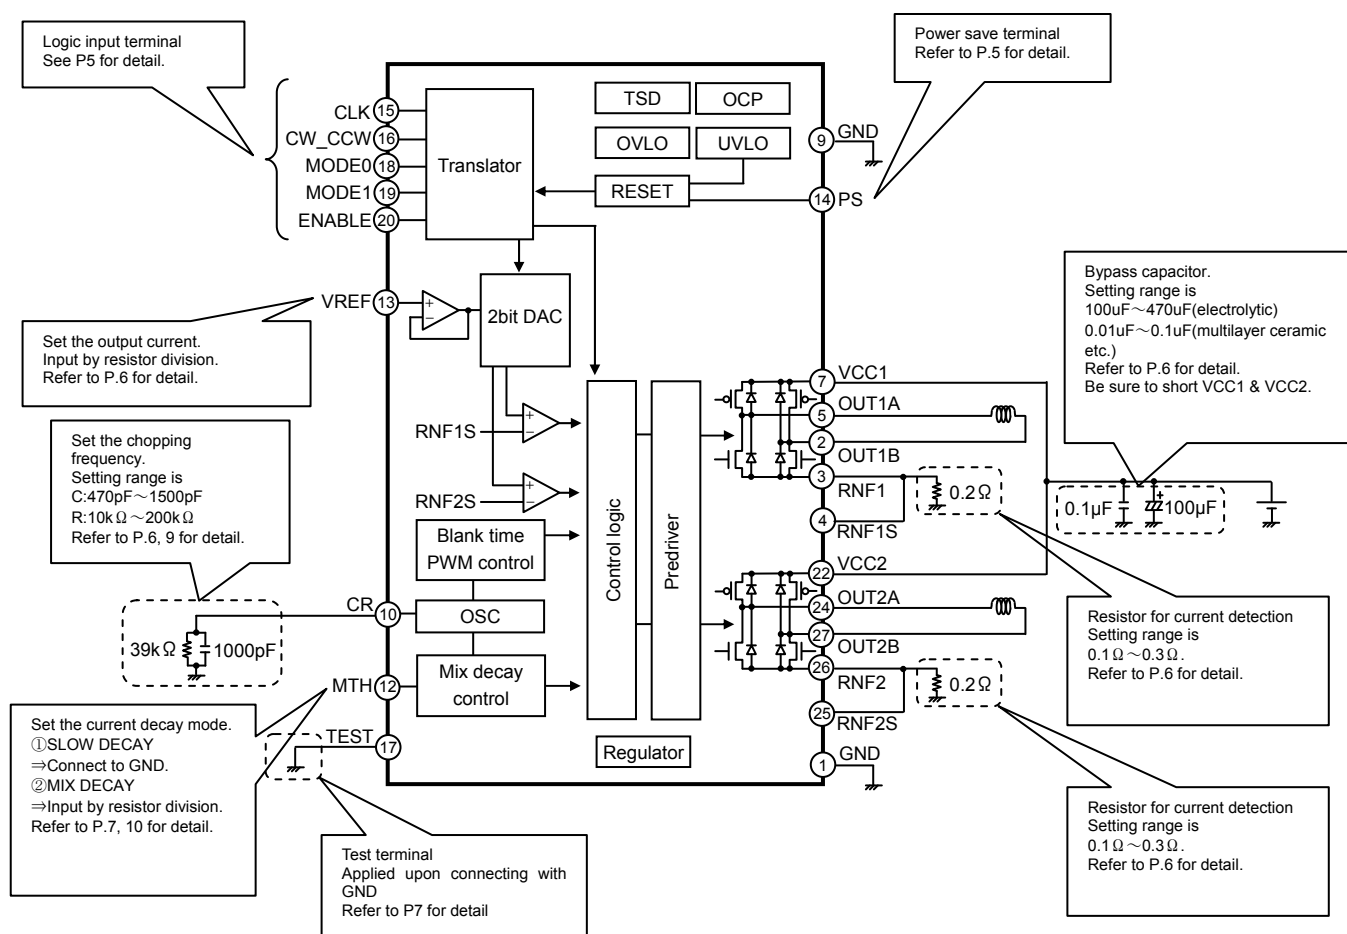 Logic input terminal
See P5 for detail.
Power save terminal
Refer to P.5 for detail.
CLK 15
CW_CCW 16
MODE0 18
MODE1 19
ENABLE 20
Translator
TSD
OCP
OVLO
UVLO
RESET
9 GND
14 PS
VREF 13
2bit DAC
Set the output current.
Input by resistor division.
Refer to P.6 for detail.
Bypass capacitor.
Setting range is
100uF～470uF(electrolytic)
0.01uF～0.1uF(multilayer ceramic
etc.)
Refer to P.6 for detail.
Be sure to short VCC1 & VCC2.
Set the chopping
frequency.
Setting range is
C:470pF～1500pF
R:10kΩ～200kΩ
Refer to P.6, 9 for detail.
RNF1S
RNF2S
Blank time
PWM control
OSC
Mix decay
control
Control logic
Predriver
Regulator
7 VCC1
5 OUT1A
2
OUT1B
3
RNF1
4
RNF1S
0.2Ω
0.1µF
100µF
22
VCC2
24
OUT2A
27
OUT2B
26
RNF2
25
RNF2S
0.2Ω
1 GND
CR 10
39kΩ
1000pF
MTH 12
TEST 17
Set the current decay mode.
①SLOW DECAY
⇒Connect to GND.
②MIX DECAY
⇒Input by resistor division.
Refer to P.7, 10 for detail.
Test terminal
Applied upon connecting with
GND
Refer to P7 for detail
Resistor for current detection
Setting range is
0.1Ω～0.3Ω.
Refer to P.6 for detail.
Resistor for current detection
Setting range is
0.1Ω～0.3Ω.
Refer to P.6 for detail.